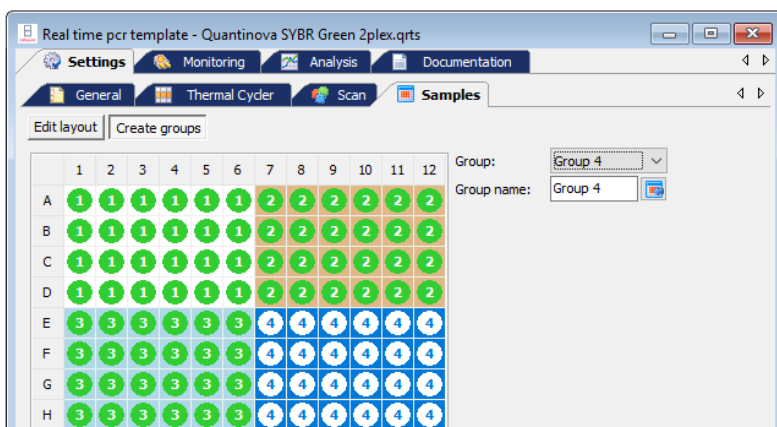 Real time pcr template - Quantinova SYBR Green 2plex.qrts
Settings Monitoring Analysis Documentation
General Thermal Cycler Scan Samples
Edit layout Create groups
1 2 3 4 5 6 7 8 9 10 11 12 Group: Group 4
Group name: Group 4
A 1 1 1 1 1 1 2 2 2 2 2 2
B 1 1 1 1 1 1 2 2 2 2 2 2
C 1 1 1 1 1 1 2 2 2 2 2 2
D 1 1 1 1 1 1 2 2 2 2 2 2
E 3 3 3 3 3 3 4 4 4 4 4 4
F 3 3 3 3 3 3 4 4 4 4 4 4
G 3 3 3 3 3 3 4 4 4 4 4 4
H 3 3 3 3 3 3 4 4 4 4 4 4